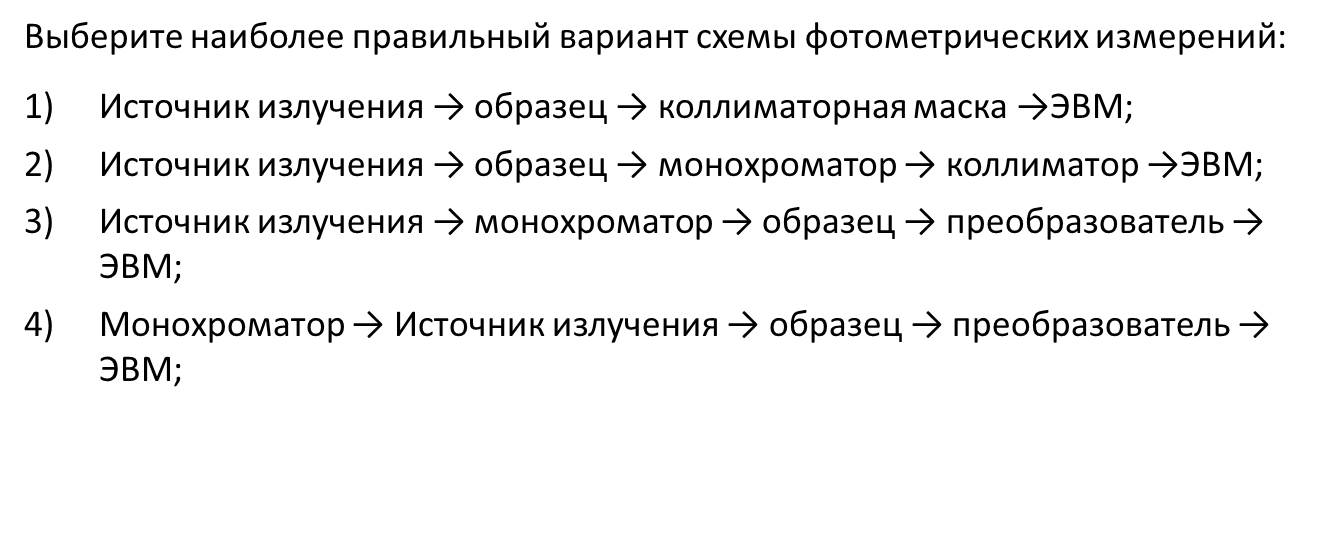 Выберите наиболее правильный вариант схемы фотометрических измерений:
1) Источник излучения → образец → коллиматорная маска →ЭВМ;
2) Источник излучения → образец → монохроматор → коллиматор →ЭВМ;
3) Источник излучения → монохроматор → образец → преобразователь →
ЭВМ;
4) Монохроматор → Источник излучения → образец → преобразователь →
ЭВМ;